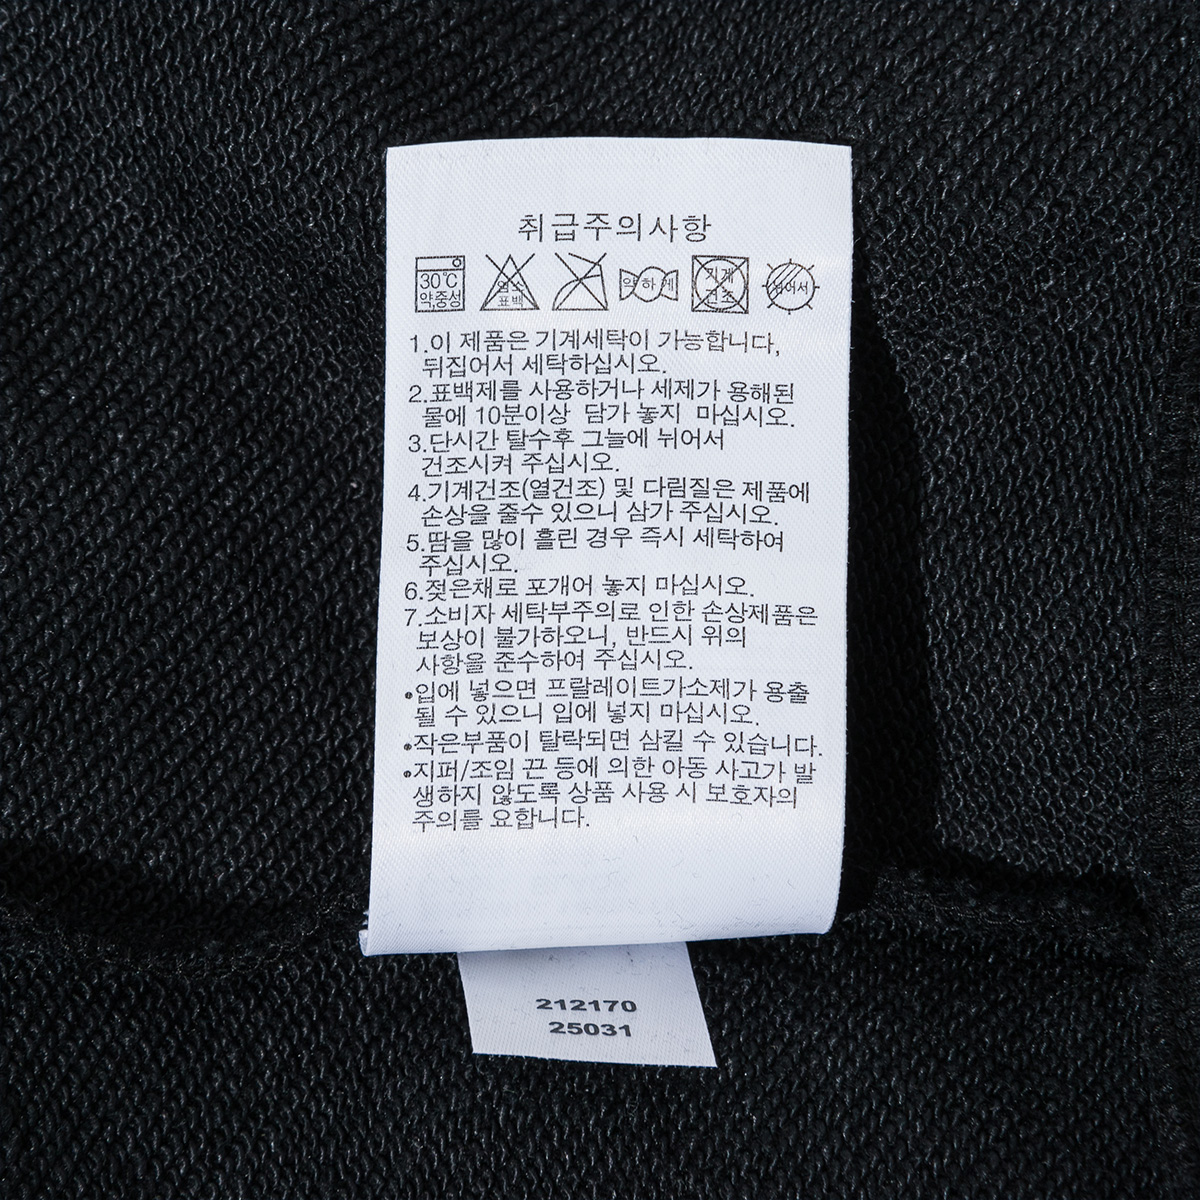 취급주의사항
30℃ 약,중성 염소 표백 약하게 기계 건조 뉘어서
1.이 제품은 기계세탁이 가능합니다,
뒤집어서 세탁하십시오.
2.표백제를 사용하거나 세제가 용해된
물에 10분이상 담가 놓지 마십시오.
3.단시간 탈수후 그늘에 뉘어서
건조시켜 주십시오.
4.기계건조(열건조) 및 다림질은 제품에
손상을 줄수 있으니 삼가 주십시오.
5.땀을 많이 흘린 경우 즉시 세탁하여
주십시오.
6.젖은채로 포개어 놓지 마십시오.
7.소비자 세탁부주의로 인한 손상제품은
보상이 불가하오니, 반드시 위의
사항을 준수하여 주십시오.
•입에 넣으면 프탈레이트가소제가 용출
될 수 있으니 입에 넣지 마십시오.
•작은부품이 탈락되면 삼킬 수 있습니다.
•지퍼/조임 끈 등에 의한 아동 사고가 발
생하지 않도록 상품 사용 시 보호자의
주의를 요합니다.
212170
25031